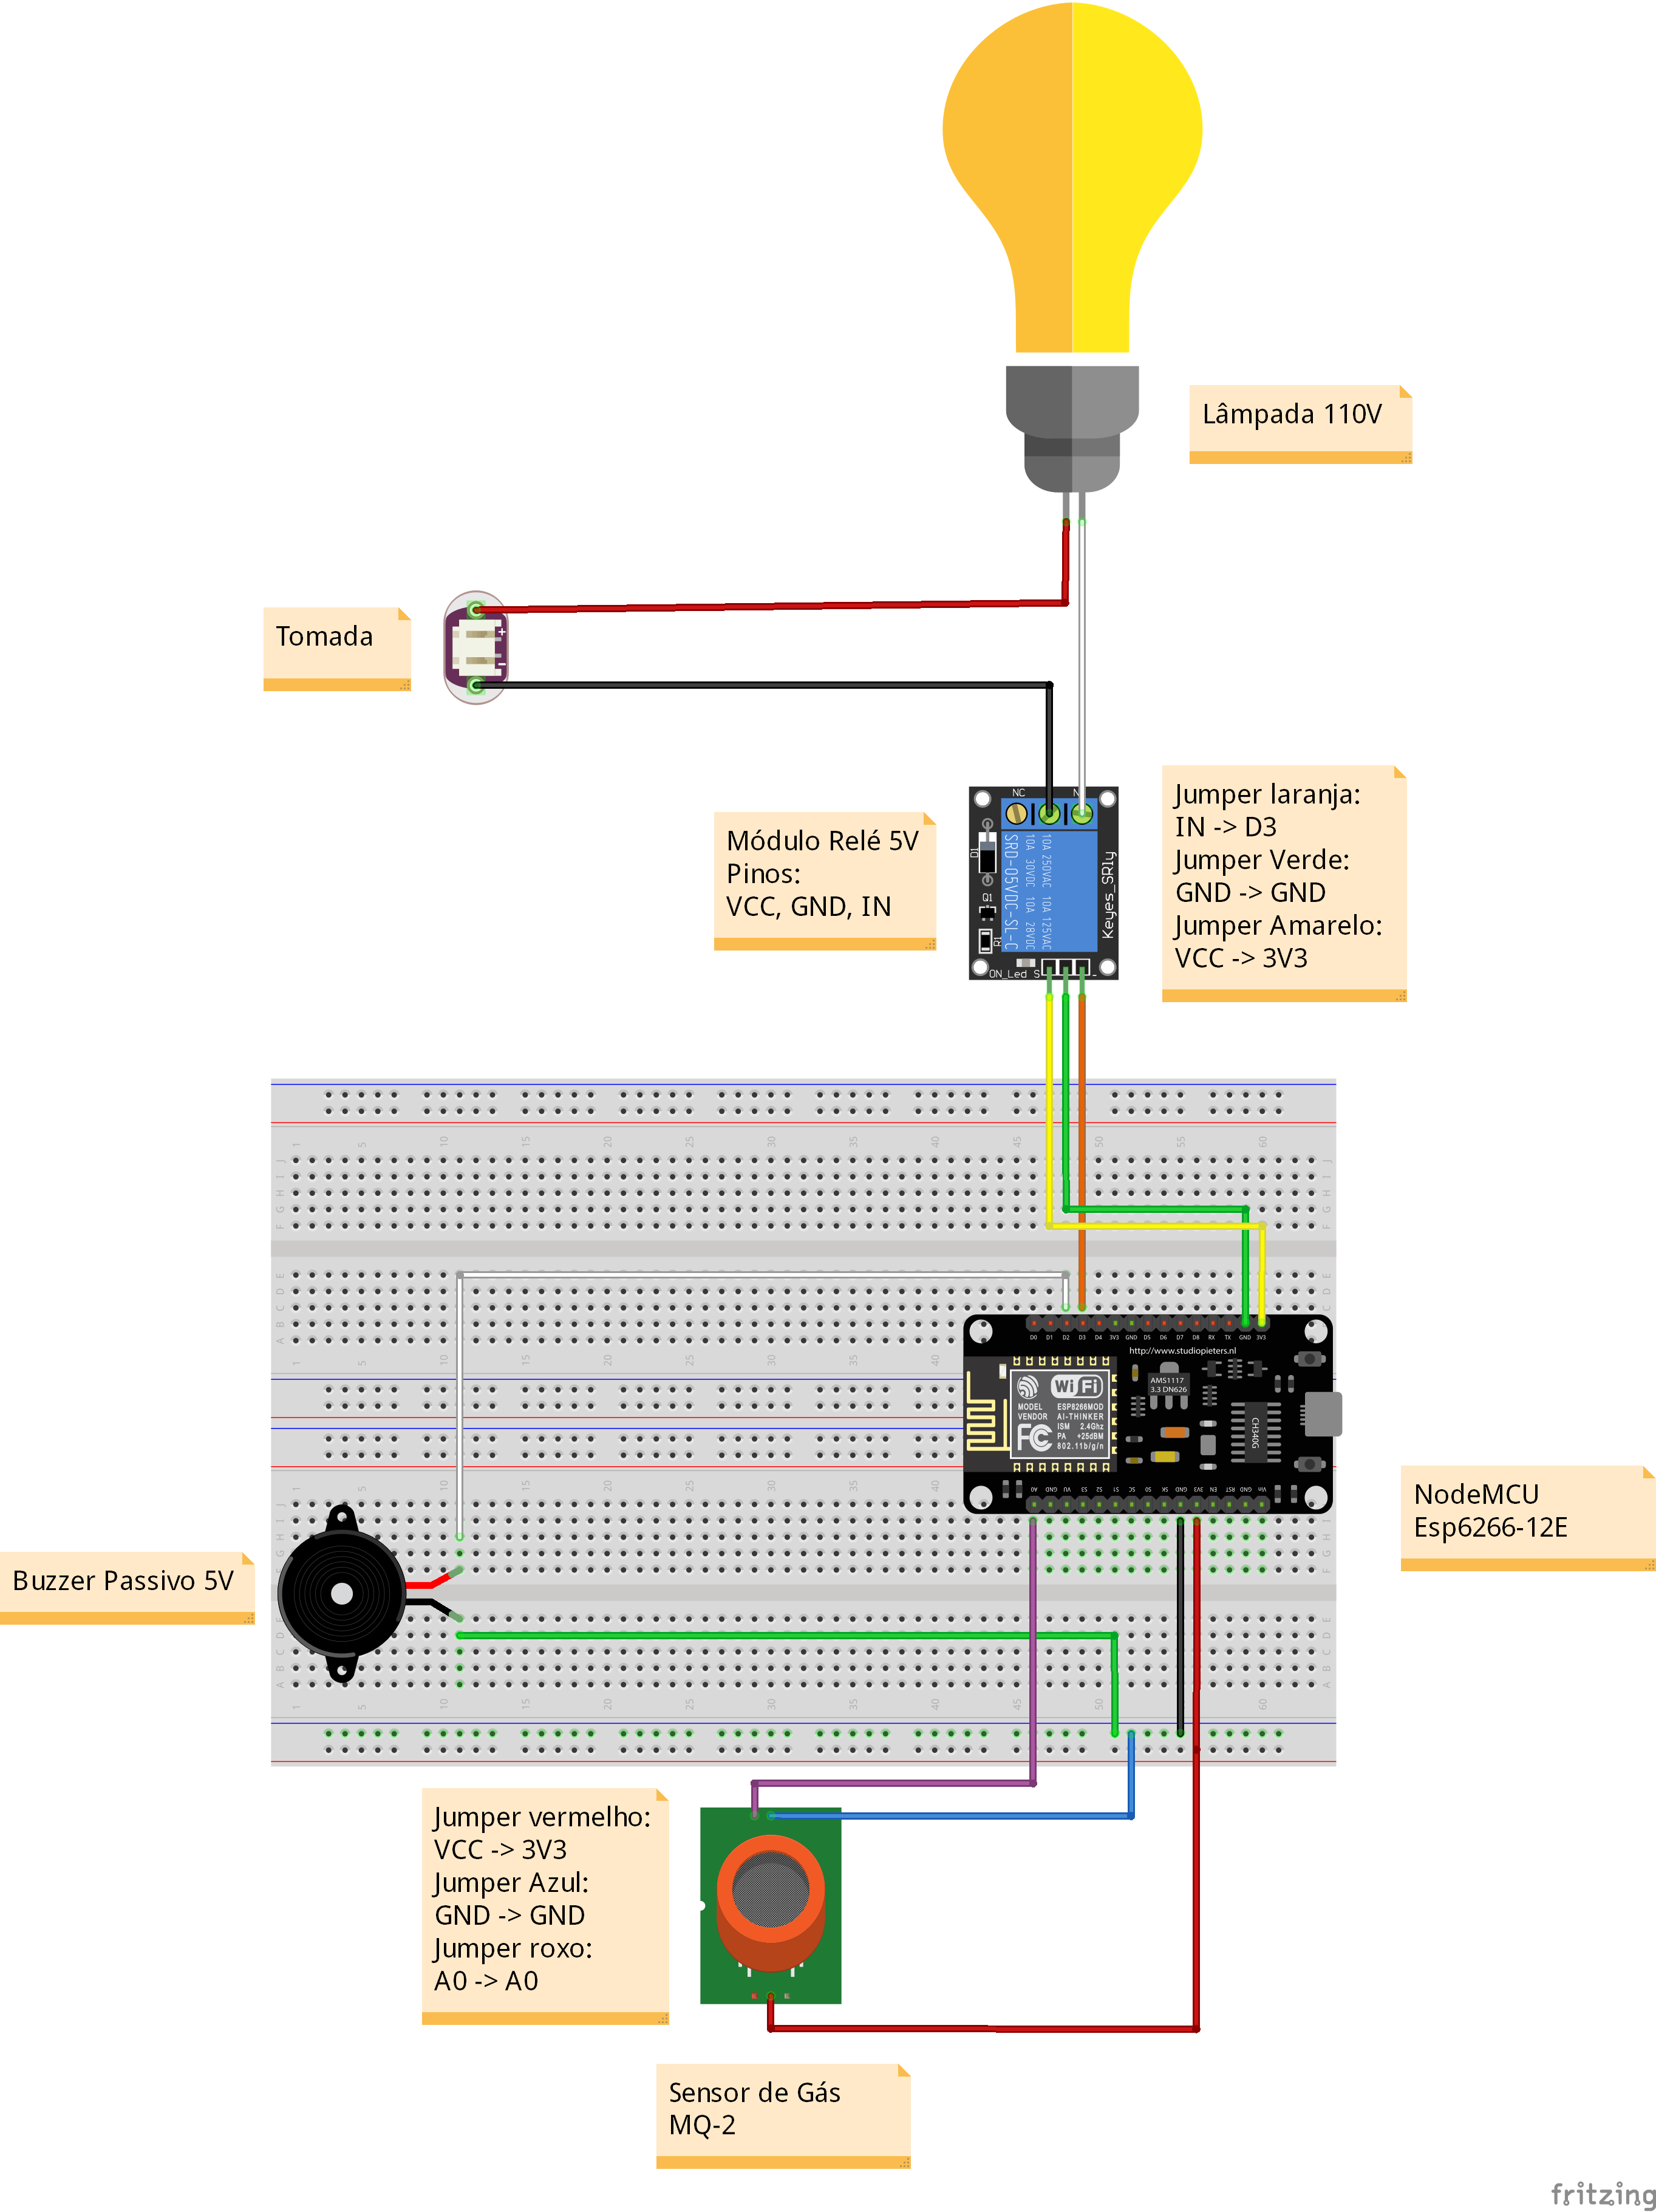 Lâmpada 110V
Tomada
Jumper laranja:
IN -> D3
Jumper Verde:
GND -> GND
Jumper Amarelo:
VCC -> 3V3
Módulo Relé 5V
Pinos:
VCC, GND, IN
NC
D1
Q1
R1
SRD-05VDC-SL-C
10A 30VDC 10A 28VDC
10A 250VAC 10A 125VAC
Keyes_SRly
ON_Led S -
1 5 10 15 20 25 30 35 40 45 50 55 60
D0 D1 D2 D3 D4 3V3 GND D5 D6 D7 D8 RX TX GND 3V3
http://www.studiopieters.nl
WiFi
MODEL ESP8266MOD
VENDOR AI-THINKER
ISM 2.4Ghz
PA +25dBM
802.11b/g/n
FC
AMS1117
3.3 DN626
CH340G
A0 GND VU S3 S2 S1 SC S0 SK GND 3V3 EN RST GND Vin
NodeMCU
Esp6266-12E
Buzzer Passivo 5V
Jumper vermelho:
VCC -> 3V3
Jumper Azul:
GND -> GND
Jumper roxo:
A0 -> A0
Sensor de Gás
MQ-2
fritzing